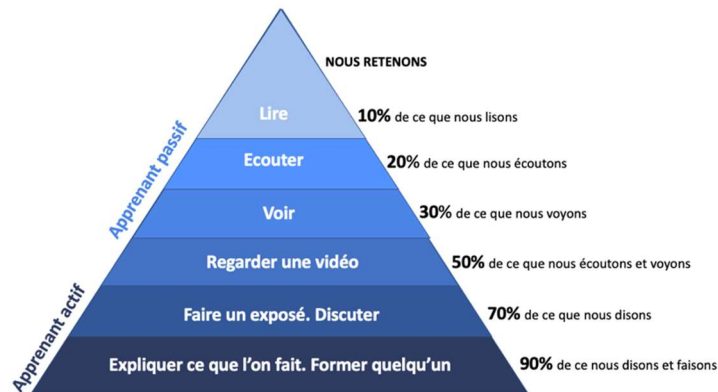 NOUS RETENONS
Lire
10% de ce que nous lisons
Ecouter
20% de ce que nous écoutons
Voir
30% de ce que nous voyons
Regarder une vidéo
50% de ce que nous écoutons et voyons
Faire un exposé. Discuter
70% de ce que nous disons
Expliquer ce que l'on fait. Former quelqu'un
90% de ce nous disons et faisons
Apprenant passif
Apprenant actif